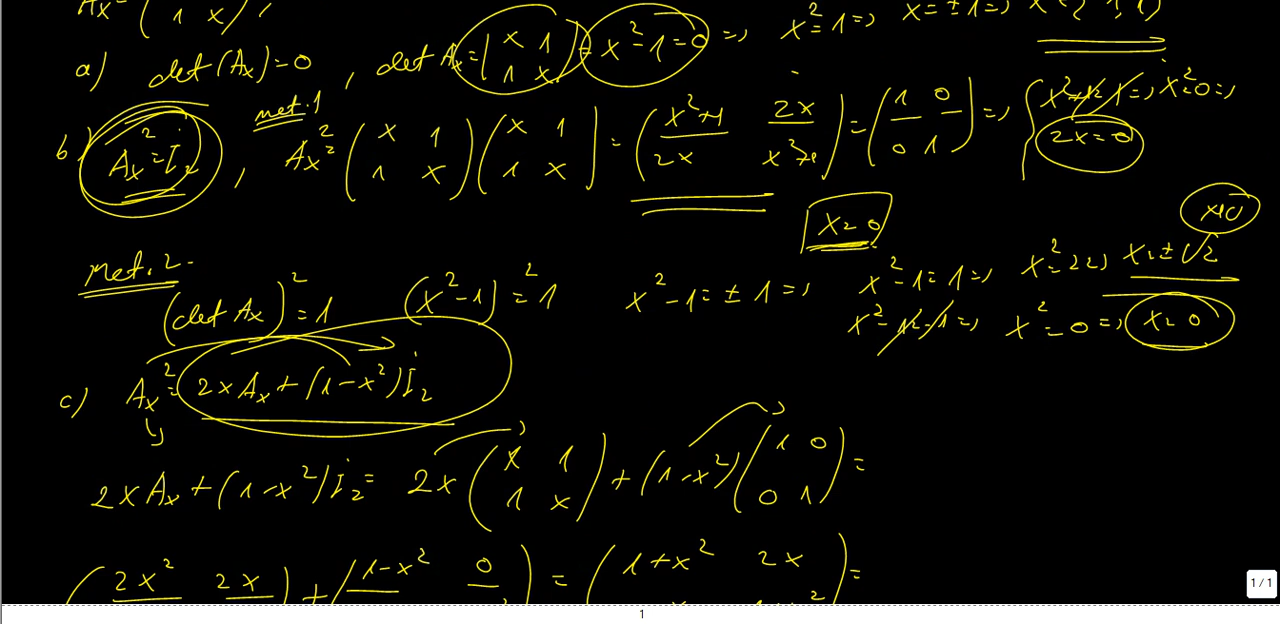 Ax = ( 1 x ) ,
a) det(Ax)=0 , det Ax = | x 1 1 x | = x²-1=0 => x²=1 => x=±1 =>
b) Ax²=I₂ , met.1 Ax² = ( x 1 1 x ) ( x 1 1 x ) = ( x²+1 2x 2x x²+1 ) = ( 1 0 0 1 ) => { x²+1=1 => x²=0 => 2x=0
x=0
Met. 2.
(det Ax)²=1 (x²-1)²=1 x²-1=±1 => x²-1=1 => x²=2 => x=±√2 x≠0
x²-1=-1 => x²=0 => x=0
c) Ax²=2xAx+(1-x²)I₂
2xAx+(1-x²)I₂= 2x ( x 1 1 x ) +(1-x²) ( 1 0 0 1 ) =
( 2x² 2x ) + ( 1-x² 0 ) = ( 1+x² 2x ) =
1 / 1
1